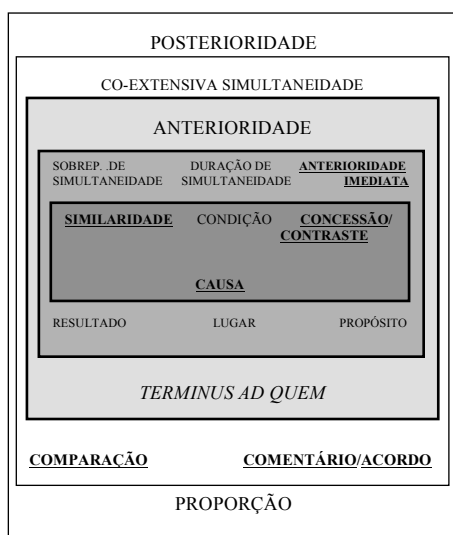 POSTERIORIDADE
CO-EXTENSIVA SIMULTANEIDADE
ANTERIORIDADE
SOBREP. .DE DURAÇÃO DE ANTERIORIDADE
SIMULTANEIDADE SIMULTANEIDADE IMEDIATA
SIMILARIDADE CONDIÇÃO CONCESSÃO/
CONTRASTE
CAUSA
RESULTADO LUGAR PROPÓSITO
TERMINUS AD QUEM
COMPARAÇÃO COMENTÁRIO/ACORDO
PROPORÇÃO